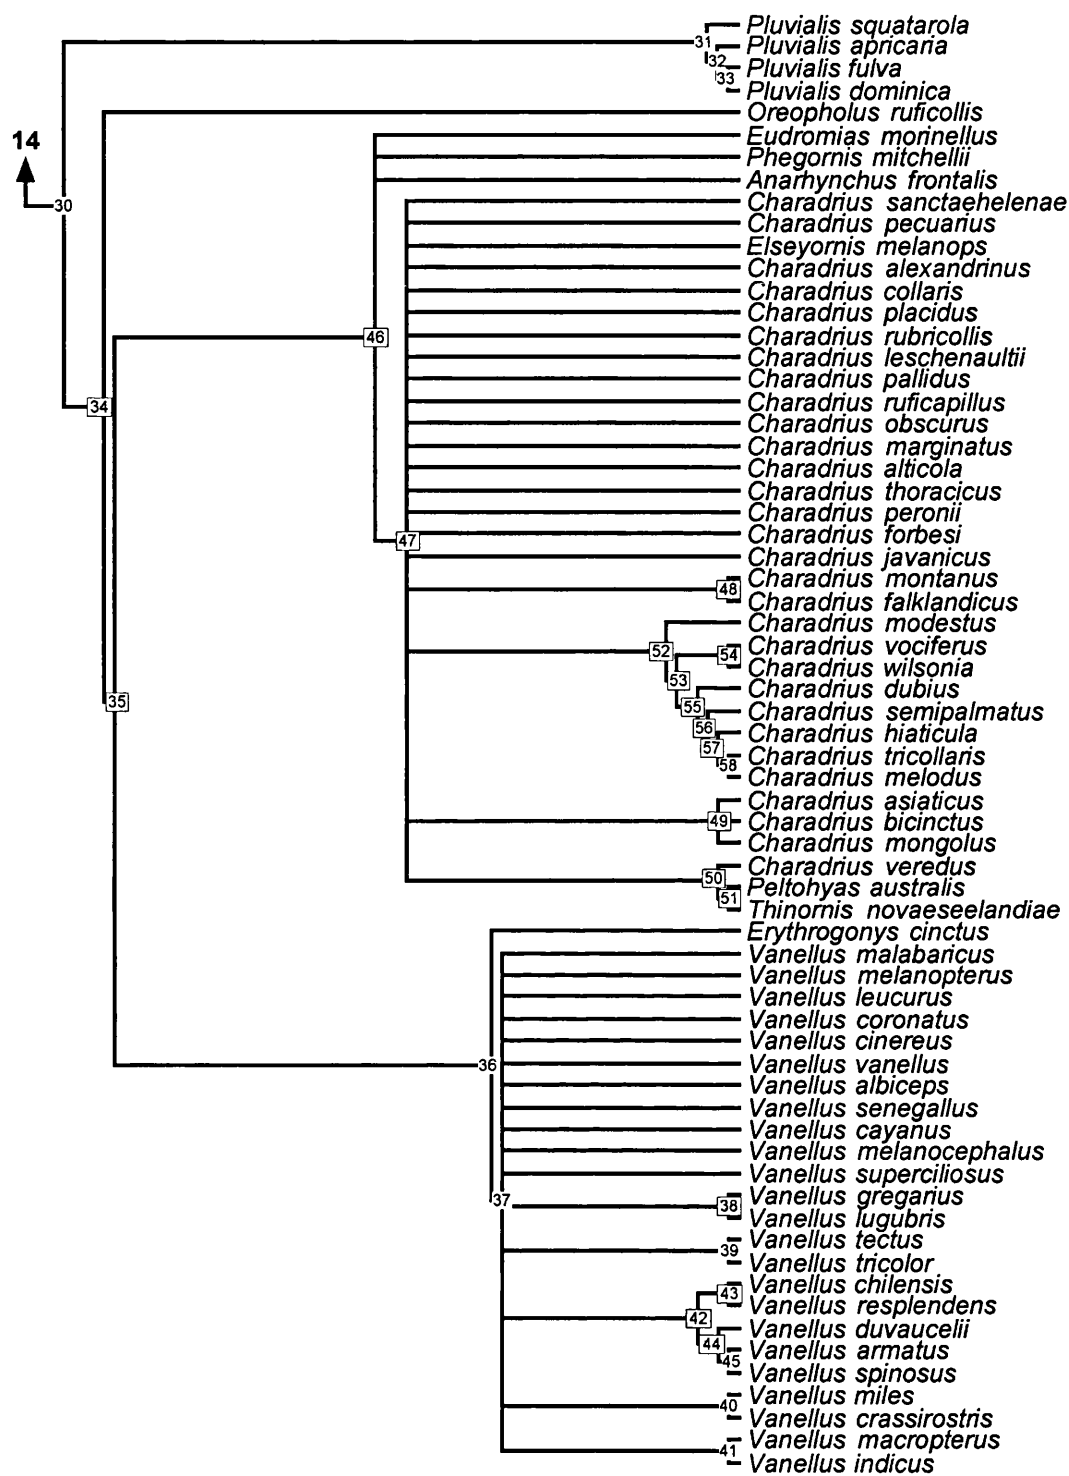 31
Pluvialis squatarola
Pluvialis apricaria
32
Pluvialis fulva
33
Pluvialis dominica
Oreopholus ruficollis
14
Eudromias morinellus
Phegornis mitchellii
Anarhynchus frontalis
30
Charadrius sanctaehelenae
Charadrius pecuarius
Elseyornis melanops
Charadrius alexandrinus
Charadrius collaris
Charadrius placidus
46
Charadrius rubricollis
Charadrius leschenaultii
Charadrius pallidus
34
Charadrius ruficapillus
Charadrius obscurus
Charadrius marginatus
Charadrius alticola
Charadrius thoracicus
Charadrius peronii
47
Charadrius forbesi
Charadrius javanicus
Charadrius montanus
48
Charadrius falklandicus
Charadrius modestus
52
Charadrius vociferus
54
Charadrius wilsonia
53
Charadrius dubius
35
55
Charadrius semipalmatus
56
Charadrius hiaticula
57
Charadrius tricollaris
58
Charadrius melodus
Charadrius asiaticus
49
Charadrius bicinctus
Charadrius mongolus
Charadrius veredus
50
Peltohyas australis
51
Thinornis novaeseelandiae
Erythrogonys cinctus
Vanellus malabaricus
Vanellus melanopterus
Vanellus leucurus
Vanellus coronatus
Vanellus cinereus
36
Vanellus vanellus
Vanellus albiceps
Vanellus senegallus
Vanellus cayanus
Vanellus melanocephalus
Vanellus superciliosus
37
Vanellus gregarius
38
Vanellus lugubris
Vanellus tectus
39
Vanellus tricolor
Vanellus chilensis
43
Vanellus resplendens
42
Vanellus duvaucelii
44
Vanellus armatus
45
Vanellus spinosus
Vanellus miles
40
Vanellus crassirostris
Vanellus macropterus
41
Vanellus indicus